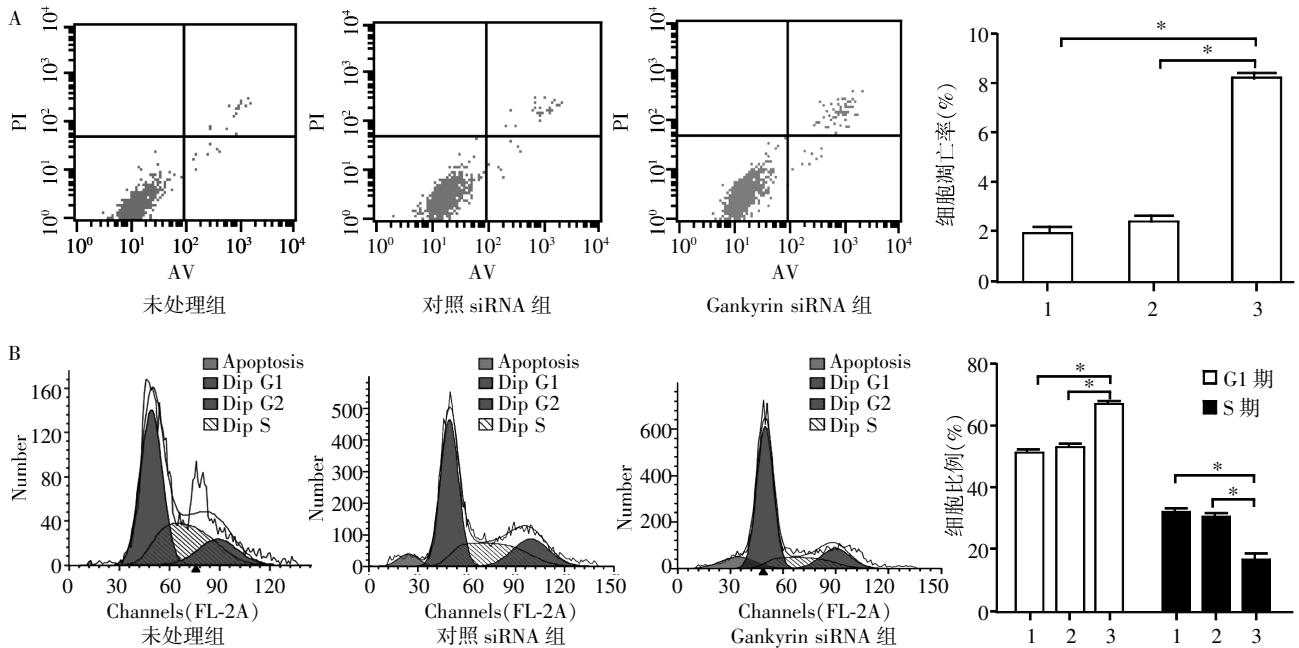 A
10⁴
10³
10²
10¹
10⁰
PI
10⁰ 10¹ 10² 10³ 10⁴
AV
未处理组
10⁴
10³
10²
10¹
10⁰
PI
10⁰ 10¹ 10² 10³ 10⁴
AV
对照 siRNA 组
10⁴
10³
10²
10¹
10⁰
PI
10⁰ 10¹ 10² 10³ 10⁴
AV
Gankyrin siRNA 组
细胞凋亡率(%)
10
8
6
4
2
0
*
*
1 2 3
B
Apoptosis
Dip G1
Dip G2
Dip S
Number
160
120
80
40
0
0 30 60 90 120
Channels(FL-2A)
未处理组
Apoptosis
Dip G1
Dip G2
Dip S
Number
500
400
300
200
100
0
0 30 60 90 120 150
Channels(FL-2A)
对照 siRNA 组
Apoptosis
Dip G1
Dip G2
Dip S
Number
600
400
200
0
0 30 60 90 120 150
Channels(FL-2A)
Gankyrin siRNA 组
细胞比例(%)
80
60
40
20
0
G1 期
S 期
*
*
*
*
1 2 3 1 2 3